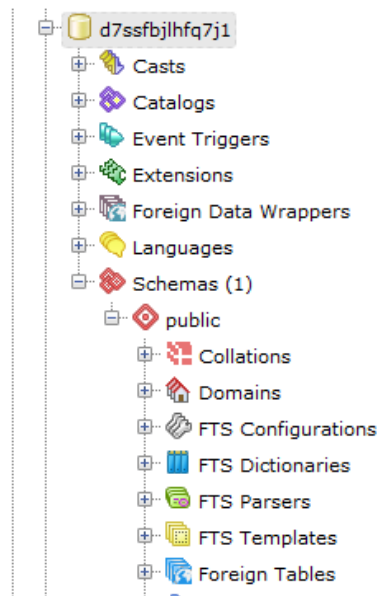 d7ssfbjlhfq7j1
Casts
Catalogs
Event Triggers
Extensions
Foreign Data Wrappers
Languages
Schemas (1)
public
Collations
Domains
FTS Configurations
FTS Dictionaries
FTS Parsers
FTS Templates
Foreign Tables